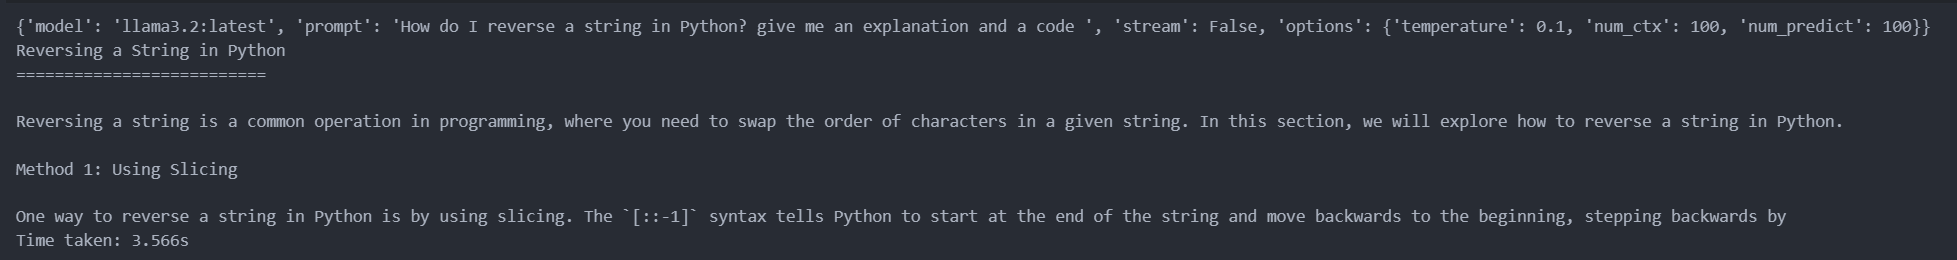 {'model': 'llama3.2:latest', 'prompt': 'How do I reverse a string in Python? give me an explanation and a code ', 'stream': False, 'options': {'temperature': 0.1, 'num_ctx': 100, 'num_predict': 100}}
Reversing a String in Python
==========================
Reversing a string is a common operation in programming, where you need to swap the order of characters in a given string. In this section, we will explore how to reverse a string in Python.
Method 1: Using Slicing
One way to reverse a string in Python is by using slicing. The `[::-1]` syntax tells Python to start at the end of the string and move backwards to the beginning, stepping backwards by
Time taken: 3.566s